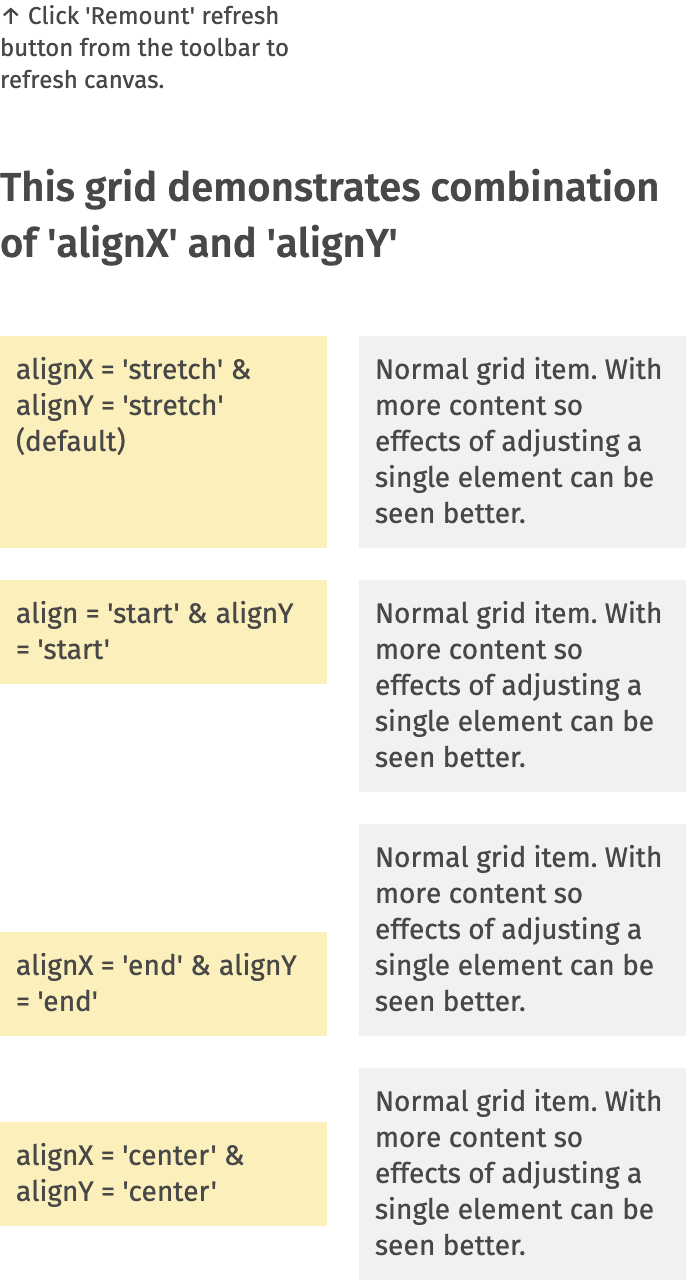 ↑ Click 'Remount' refresh
button from the toolbar to
refresh canvas.
This grid demonstrates combination
of 'alignX' and 'alignY'
alignX = 'stretch' &
alignY = 'stretch'
(default)
Normal grid item. With
more content so
effects of adjusting a
single element can be
seen better.
align = 'start' & alignY
= 'start'
Normal grid item. With
more content so
effects of adjusting a
single element can be
seen better.
alignX = 'end' & alignY
= 'end'
Normal grid item. With
more content so
effects of adjusting a
single element can be
seen better.
alignX = 'center' &
alignY = 'center'
Normal grid item. With
more content so
effects of adjusting a
single element can be
seen better.